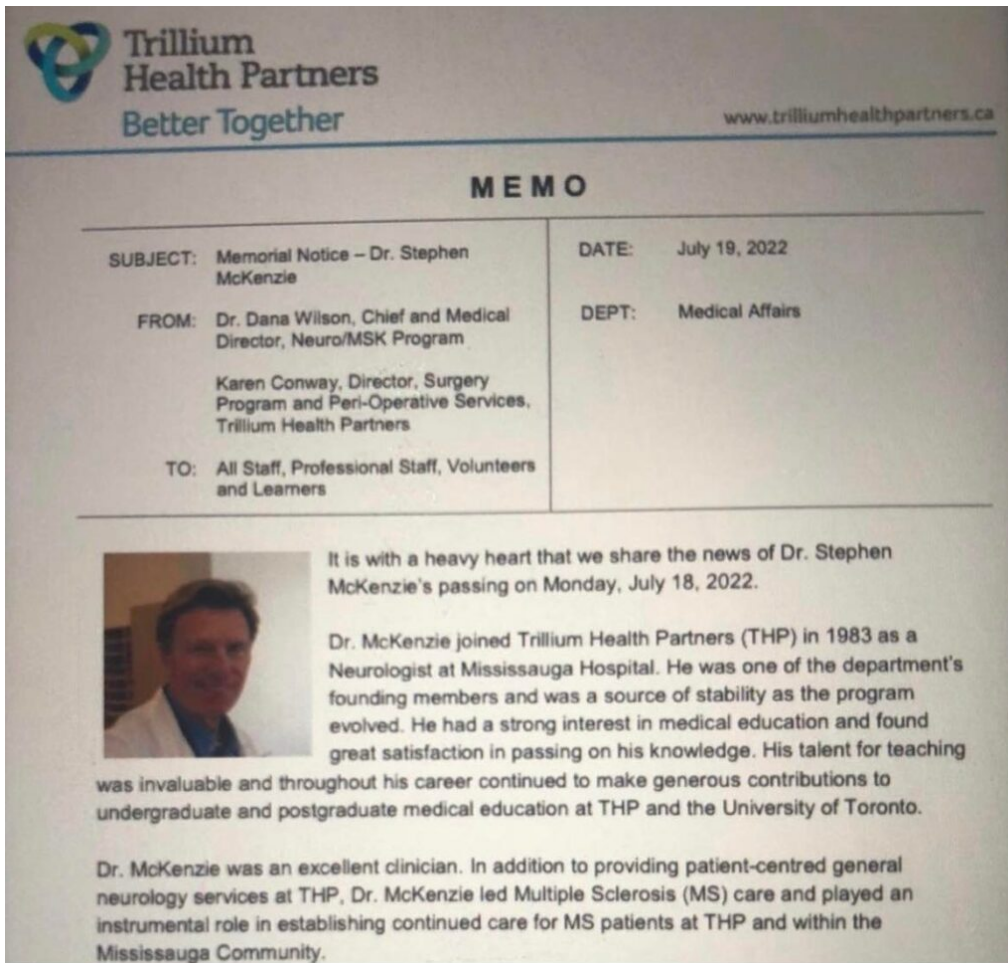 Trillium
Health Partners
Better Together
www.trilliumhealthpartners.ca
MEMO
SUBJECT: Memorial Notice – Dr. Stephen
McKenzie
DATE: July 19, 2022
FROM: Dr. Dana Wilson, Chief and Medical
Director, Neuro/MSK Program
DEPT: Medical Affairs
Karen Conway, Director, Surgery
Program and Peri-Operative Services,
Trillium Health Partners
TO: All Staff, Professional Staff, Volunteers
and Learners
It is with a heavy heart that we share the news of Dr. Stephen
McKenzie's passing on Monday, July 18, 2022.
Dr. McKenzie joined Trillium Health Partners (THP) in 1983 as a
Neurologist at Mississauga Hospital. He was one of the department's
founding members and was a source of stability as the program
evolved. He had a strong interest in medical education and found
great satisfaction in passing on his knowledge. His talent for teaching
was invaluable and throughout his career continued to make generous contributions to
undergraduate and postgraduate medical education at THP and the University of Toronto.
Dr. McKenzie was an excellent clinician. In addition to providing patient-centred general
neurology services at THP, Dr. McKenzie led Multiple Sclerosis (MS) care and played an
instrumental role in establishing continued care for MS patients at THP and within the
Mississauga Community.